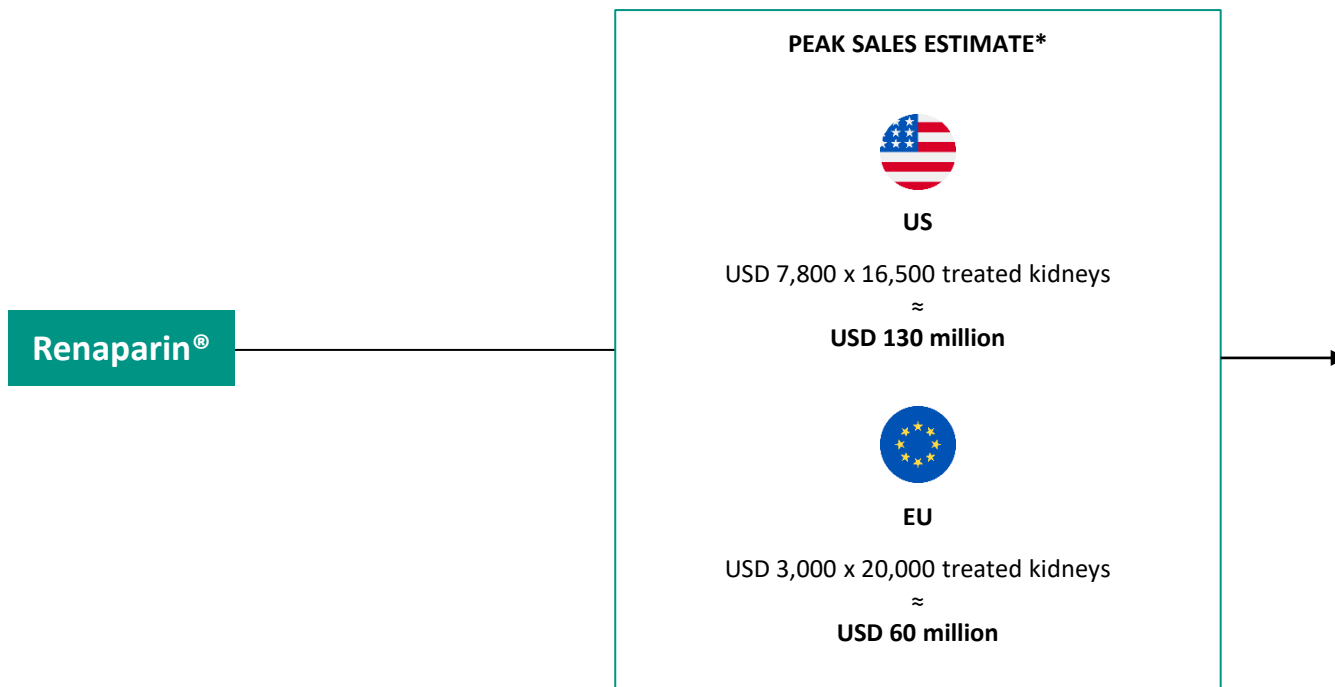 PEAK SALES ESTIMATE*
US
USD 7,800 x 16,500 treated kidneys
≈
USD 130 million
Renaparin®
EU
USD 3,000 x 20,000 treated kidneys
≈
USD 60 million